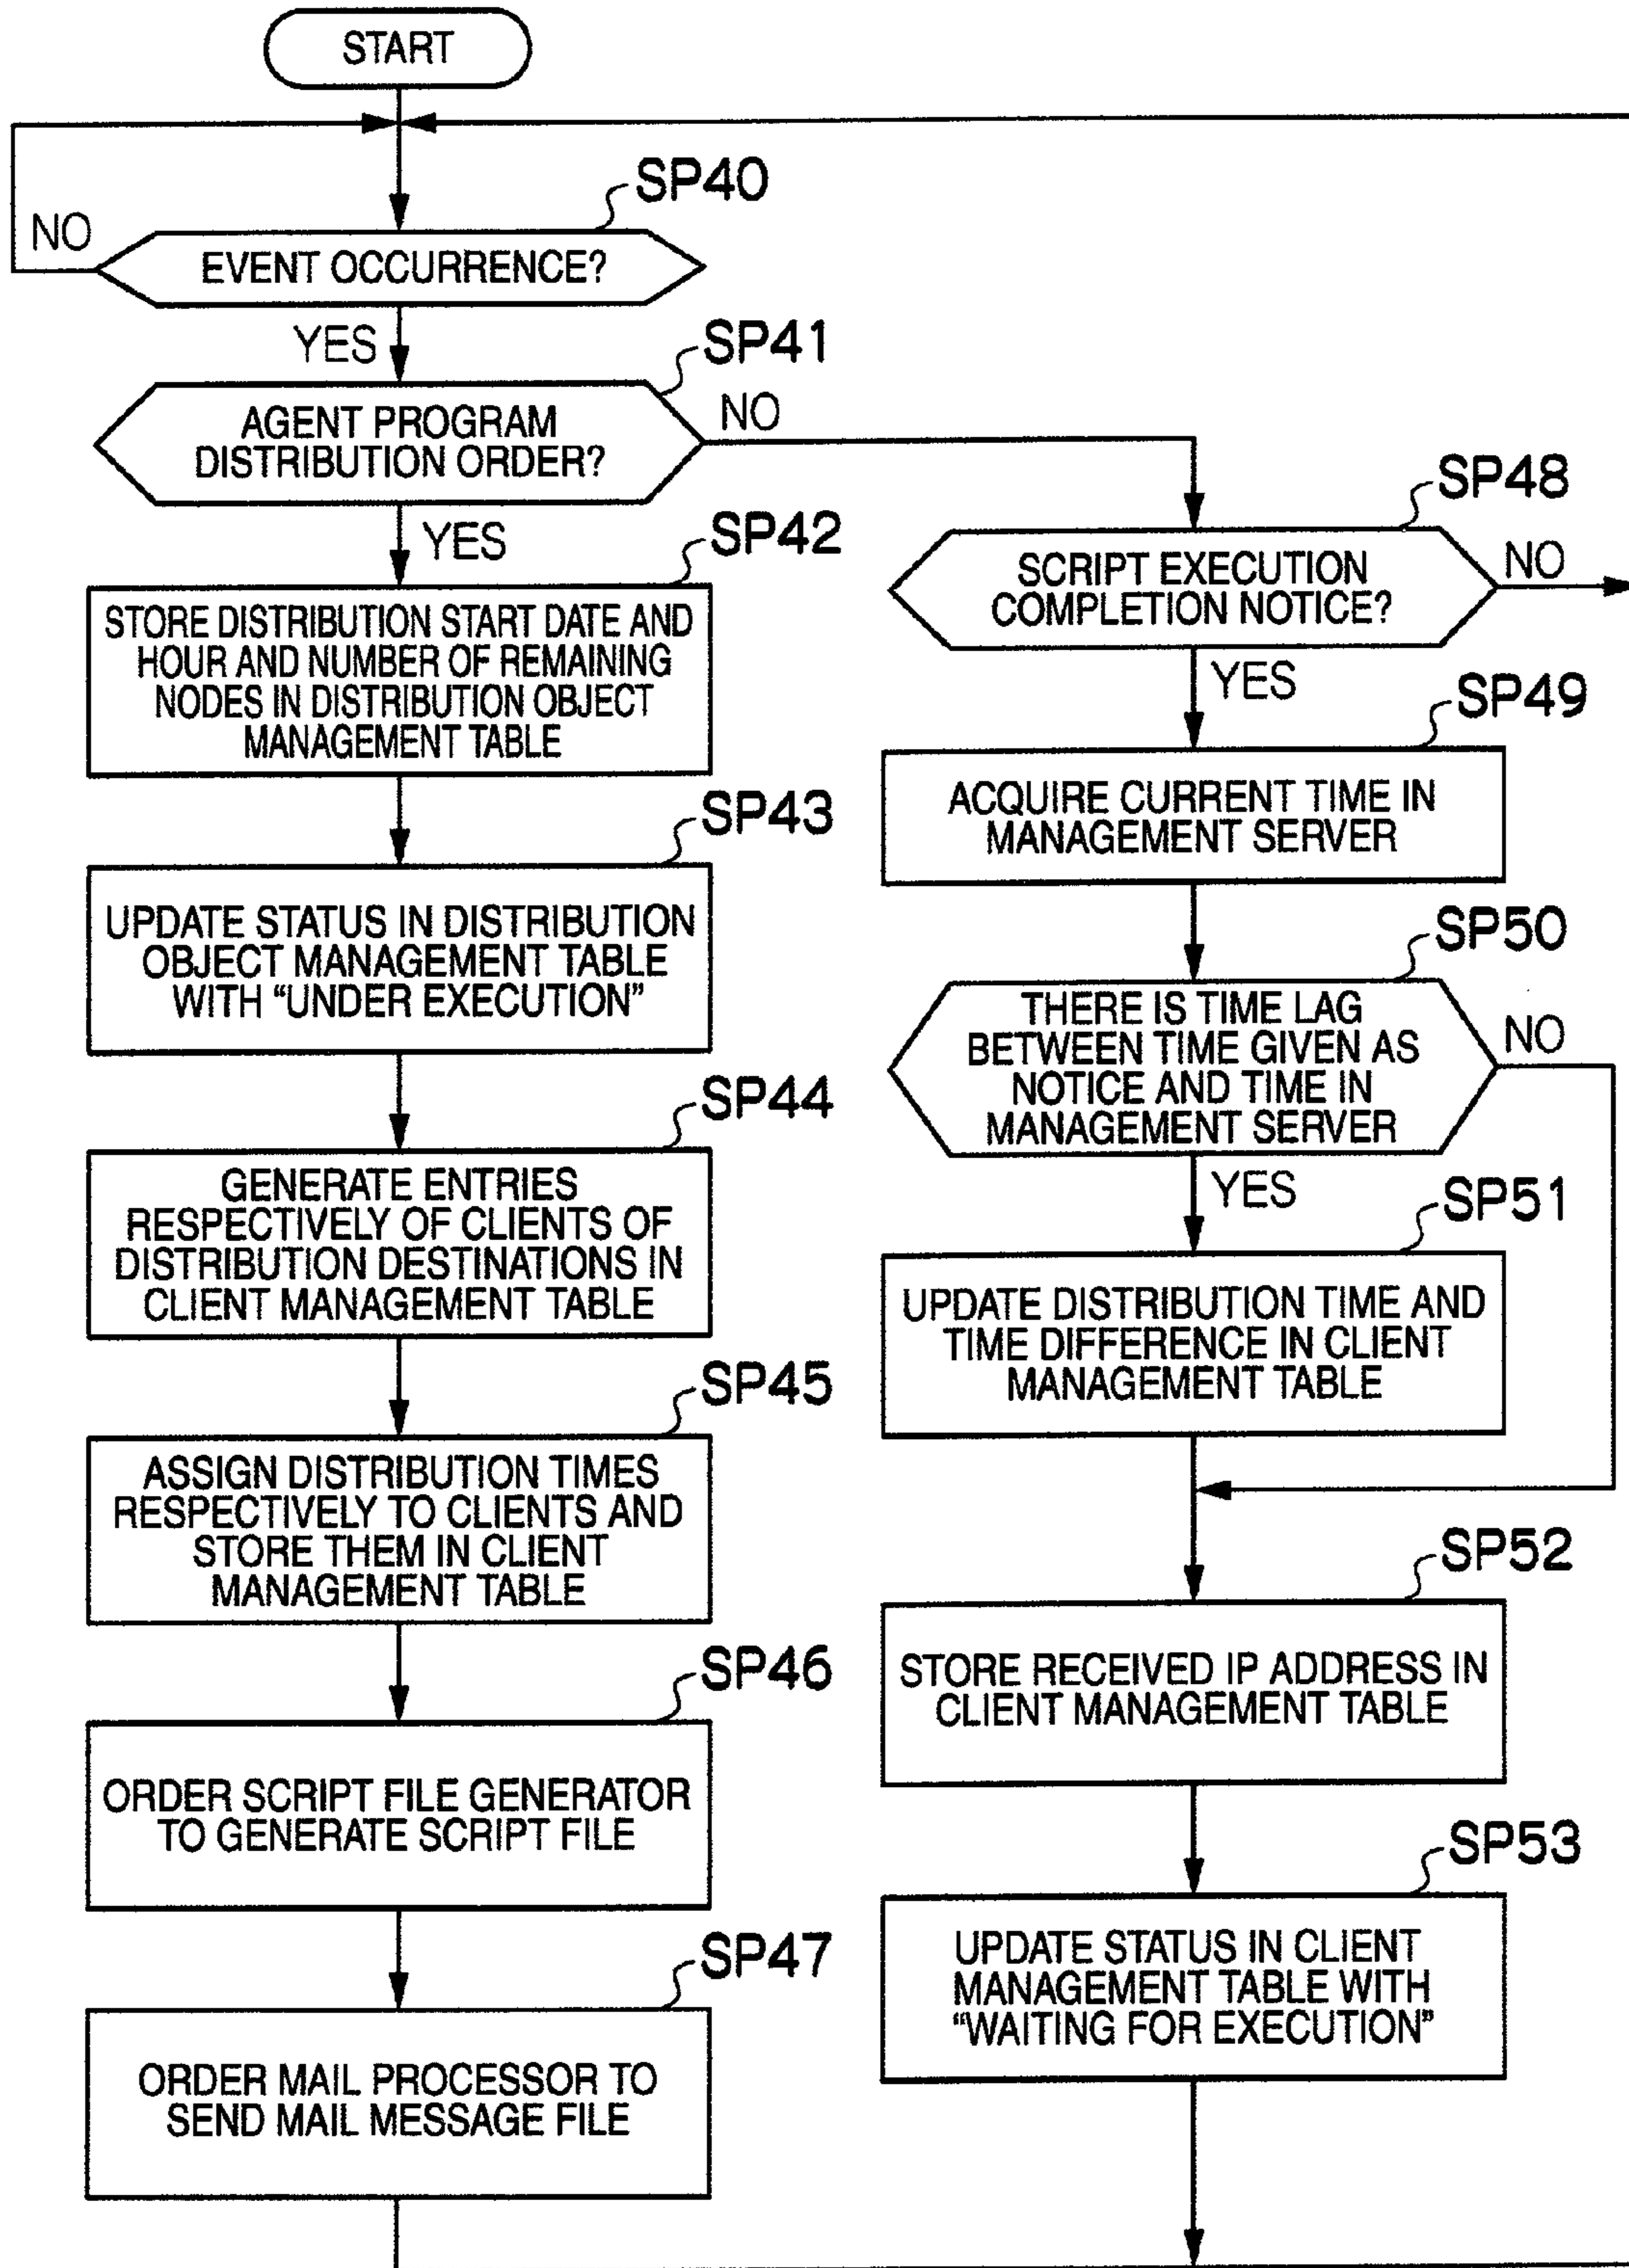 START
SP40
NO
EVENT OCCURRENCE?
YES
SP41
AGENT PROGRAM
DISTRIBUTION ORDER?
NO
YES
SP42
STORE DISTRIBUTION START DATE AND
HOUR AND NUMBER OF REMAINING
NODES IN DISTRIBUTION OBJECT
MANAGEMENT TABLE
SP43
UPDATE STATUS IN DISTRIBUTION
OBJECT MANAGEMENT TABLE
WITH “UNDER EXECUTION”
SP44
GENERATE ENTRIES
RESPECTIVELY OF CLIENTS OF
DISTRIBUTION DESTINATIONS IN
CLIENT MANAGEMENT TABLE
SP45
ASSIGN DISTRIBUTION TIMES
RESPECTIVELY TO CLIENTS AND
STORE THEM IN CLIENT
MANAGEMENT TABLE
SP46
ORDER SCRIPT FILE GENERATOR
TO GENERATE SCRIPT FILE
SP47
ORDER MAIL PROCESSOR TO
SEND MAIL MESSAGE FILE
SP48
SCRIPT EXECUTION
COMPLETION NOTICE?
NO
YES
SP49
ACQUIRE CURRENT TIME IN
MANAGEMENT SERVER
SP50
THERE IS TIME LAG
BETWEEN TIME GIVEN AS
NOTICE AND TIME IN
MANAGEMENT SERVER
NO
YES
SP51
UPDATE DISTRIBUTION TIME AND
TIME DIFFERENCE IN CLIENT
MANAGEMENT TABLE
SP52
STORE RECEIVED IP ADDRESS IN
CLIENT MANAGEMENT TABLE
SP53
UPDATE STATUS IN CLIENT
MANAGEMENT TABLE WITH
“WAITING FOR EXECUTION”